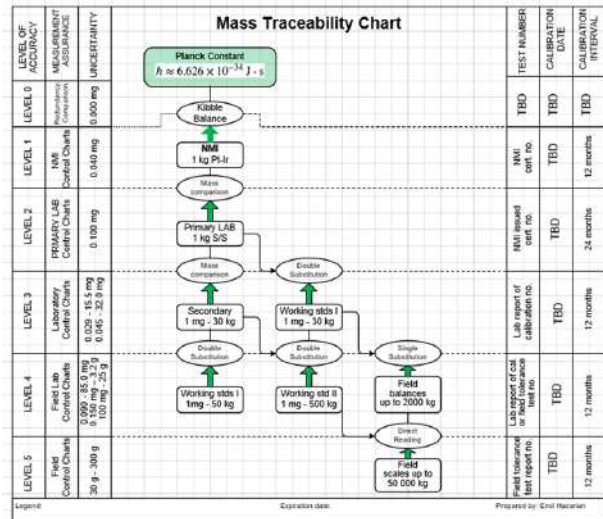 Mass Traceability Chart
LEVEL OF
ACCURACY
MEASUREMENT
ASSURANCE
UNCERTAINTY
TEST NUMBER
CALIBRATION
DATE
CALIBRATION
INTERVAL
Planck Constant
h ≈ 6.626 × 10⁻³⁴ J · s
LEVEL 0
Redundancy
Comparison
0.000 mg
Kibble
Balance
TBD
TBD
TBD
LEVEL 1
NMI
Control Charts
0.040 mg
NMI
1 kg Pt-Ir
Mass
comparison
NMI
cert. no.
TBD
12 months
LEVEL 2
PRIMARY LAB
Control Charts
0.100 mg
Primary LAB
1 kg S/S
Mass
comparison
Double
Substitution
NMI issued
cert. no.
TBD
24 months
LEVEL 3
Laboratory
Control Charts
0.029 - 15.5 mg
0.045 - 32.0 mg
Secondary
1 mg - 30 kg
Working stds I
1 mg - 30 kg
Double
Substitution
Double
Substitution
Single
Substitution
Lab report of
calibration no.
TBD
12 months
LEVEL 4
Field Lab
Control Charts
0.090 - 85.0 mg
0.150 mg – 3.2 g
100 mg - 25 g
Working stds I
1mg - 50 kg
Working std II
1 mg - 500 kg
Field
balances
up to 2000 kg
Direct
Reading
Lab report of cal.
or field tolerance
test no.
TBD
12 months
LEVEL 5
Field
Control Charts
30 g - 300 g
Field
scales up to
50 000 kg
Field tolerance
test report no.
TBD
12 months
Legend:
Expiration date:
Prepared by: Emil Hazarian